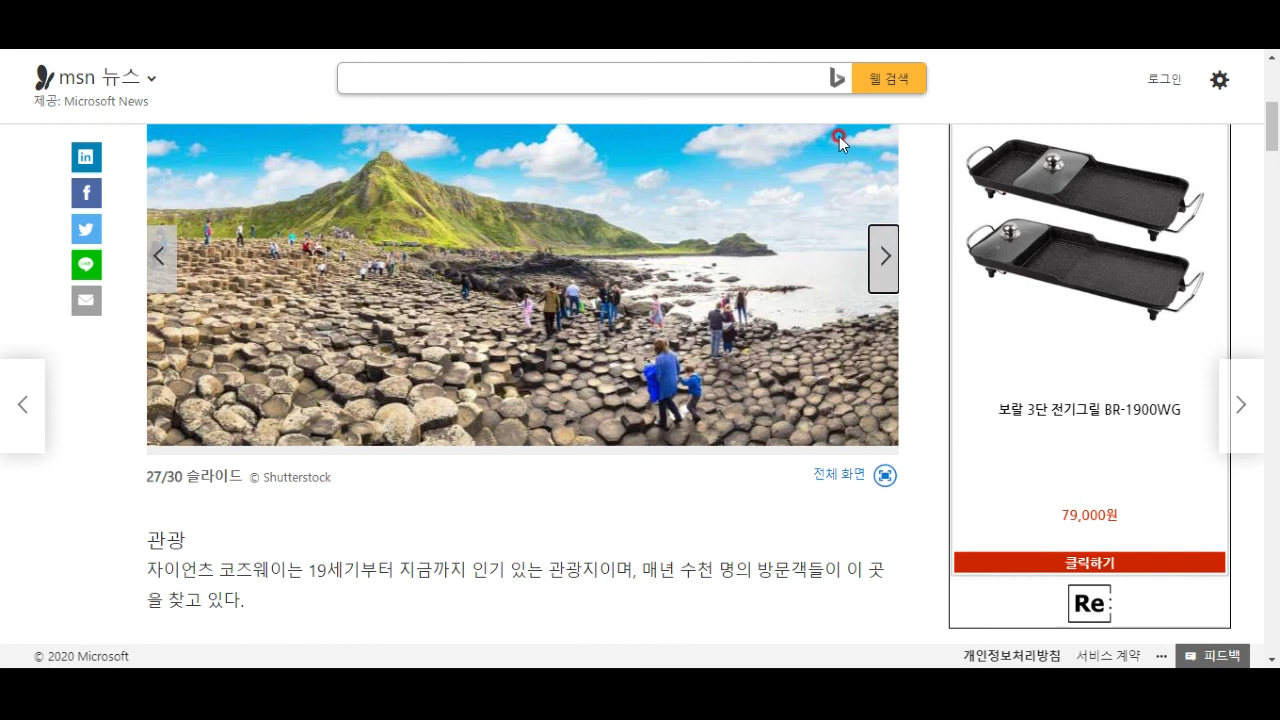 msn 뉴스
제공: Microsoft News
웹 검색
로그인
in
f
LINE
27/30 슬라이드 © Shutterstock
전체 화면
관광
자이언츠 코즈웨이는 19세기부터 지금까지 인기 있는 관광지이며, 매년 수천 명의 방문객들이 이 곳
을 찾고 있다.
보랄 3단 전기그릴 BR-1900WG
79,000원
클릭하기
Re
© 2020 Microsoft
개인정보처리방침 서비스 계약 ••• 피드백